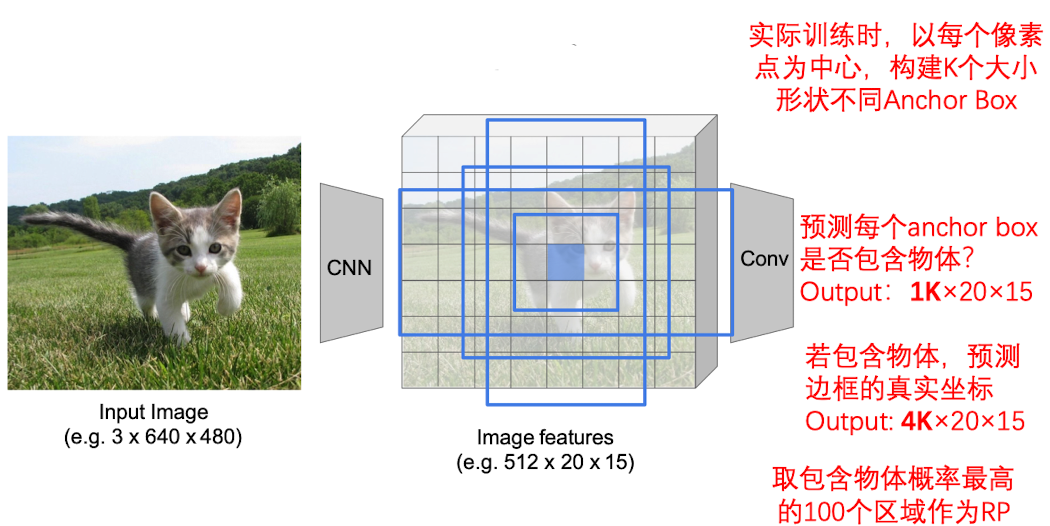 实际训练时，以每个像素
点为中心，构建K个大小
形状不同Anchor Box
CNN
Conv
预测每个anchor box
是否包含物体？
Output： 1K×20×15
若包含物体，预测
边框的真实坐标
Output: 4K×20×15
Input Image
(e.g. 3 x 640 x 480)
Image features
(e.g. 512 x 20 x 15)
取包含物体概率最高
的100个区域作为RP